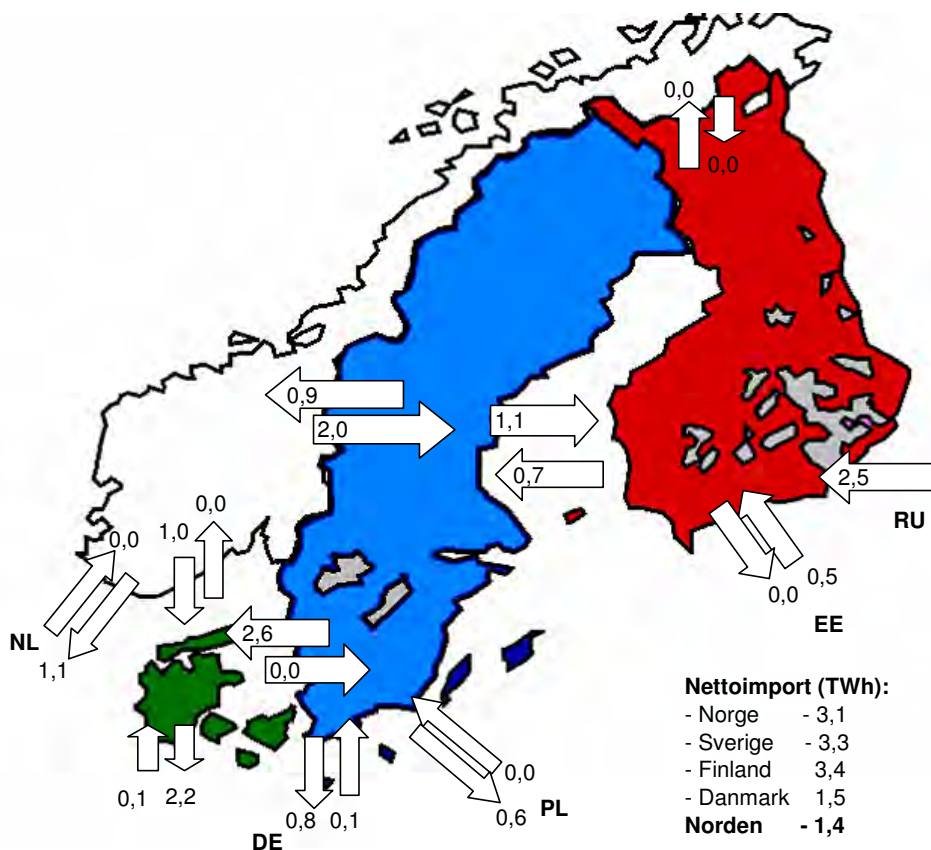 0,0
0,0
0,9
2,0
1,1
0,7
2,5
RU
0,0
1,0
0,0
NL
1,1
0,5
0,0
EE
2,6
0,0
0,1
2,2
0,8
0,1
DE
0,0
0,6
PL
Nettoimport (TWh):
- Norge - 3,1
- Sverige - 3,3
- Finland 3,4
- Danmark 1,5
Norden - 1,4